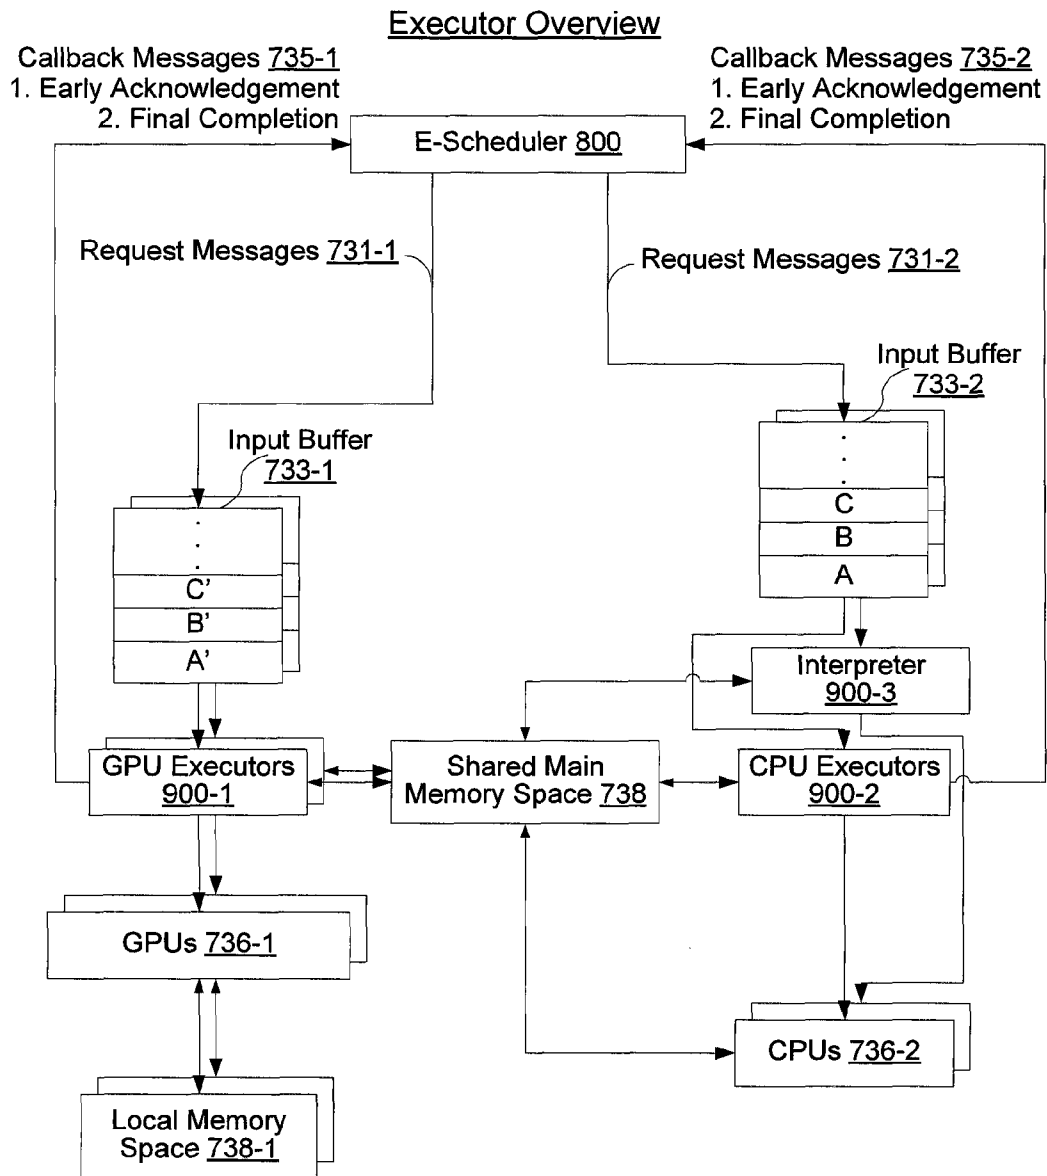 Executor Overview
Callback Messages 735-1
1. Early Acknowledgement
2. Final Completion
Callback Messages 735-2
1. Early Acknowledgement
2. Final Completion
E-Scheduler 800
Request Messages 731-1
Request Messages 731-2
Input Buffer
733-2
.
.
.
C
B
A
Input Buffer
733-1
.
.
.
C’
B’
A’
Interpreter
900-3
GPU Executors
900-1
Shared Main
Memory Space 738
CPU Executors
900-2
GPUs 736-1
CPUs 736-2
Local Memory
Space 738-1